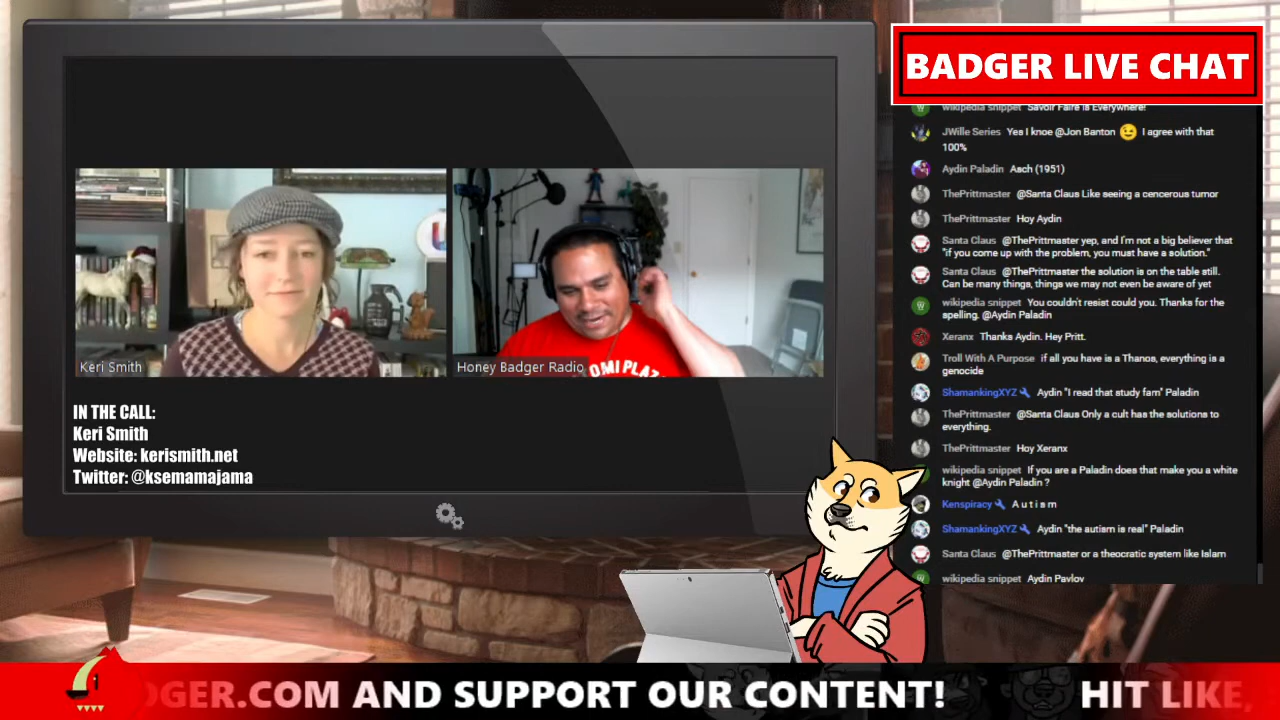 BADGER LIVE CHAT
wikipedia snippet Savoir Faire is Everywhere!
JWille Series Yes I knoe @Jon Banton 😉 I agree with that
100%
Aydin Paladin Asch (1951)
ThePrittmaster @Santa Claus Like seeing a cencerous tumor
ThePrittmaster Hoy Aydin
Santa Claus @ThePrittmaster yep, and I'm not a big believer that
"if you come up with the problem, you must have a solution."
Santa Claus @ThePrittmaster the solution is on the table still.
Can be many things, things we may not even be aware of yet
wikipedia snippet You couldn't resist could you. Thanks for the
spelling. @Aydin Paladin
Xeranx Thanks Aydin. Hey Pritt.
Troll With A Purpose if all you have is a Thanos, everything is a
genocide
ShamankingXYZ Aydin "I read that study fam" Paladin
ThePrittmaster @Santa Claus Only a cult has the solutions to
everything.
ThePrittmaster Hoy Xeranx
wikipedia snippet If you are a Paladin does that make you a white
knight @Aydin Paladin ?
Kenspiracy A u t i s m
ShamankingXYZ Aydin "the autism is real" Paladin
Santa Claus @ThePrittmaster or a theocratic system like Islam
wikipedia snippet Aydin Pavlov
Keri Smith
Honey Badger Radio
OMI PLAZ
IN THE CALL:
Keri Smith
Website: kerismith.net
Twitter: @ksemamajama
DGER.COM AND SUPPORT OUR CONTENT! HIT LIKE,